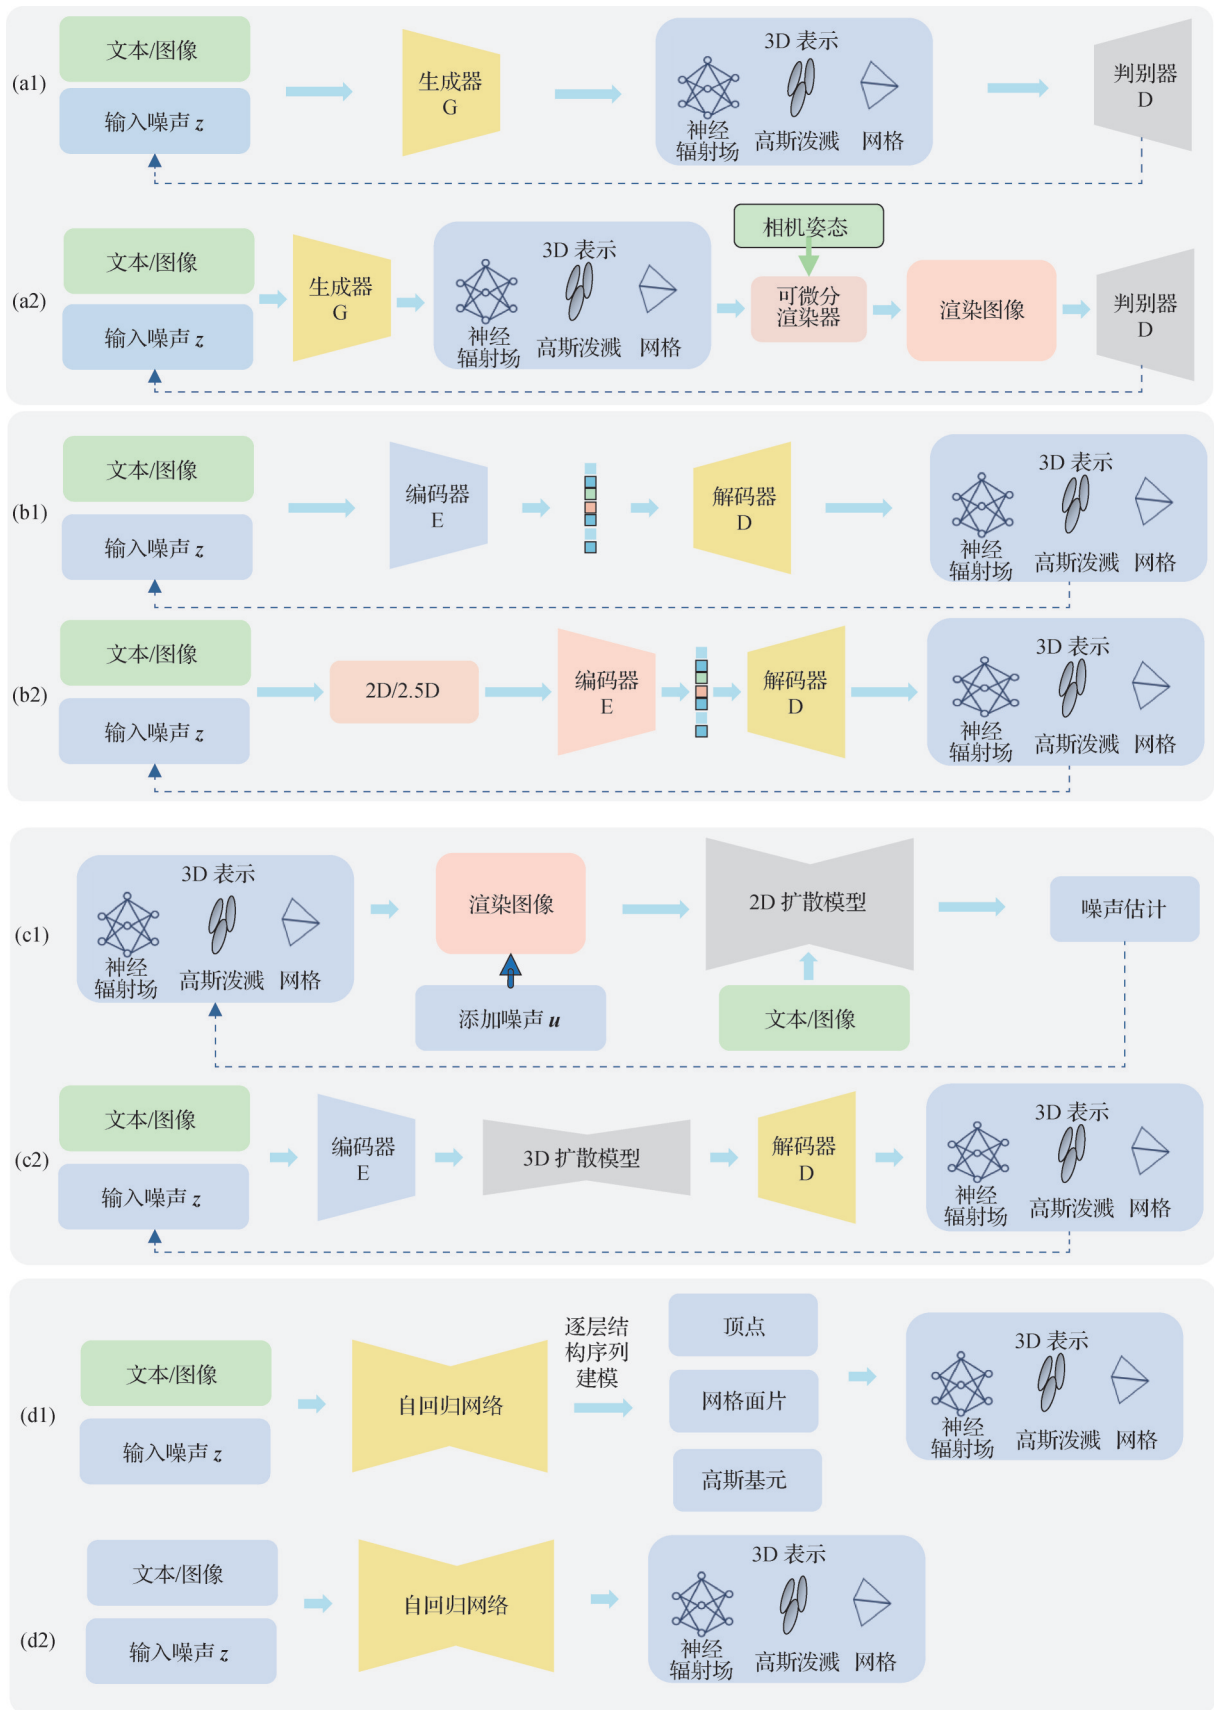 (a1)
文本/图像
输入噪声 z
生成器
G
3D 表示
神经
辐射场
高斯泼溅
网格
判别器
D
(a2)
文本/图像
输入噪声 z
生成器
G
3D 表示
神经
辐射场
高斯泼溅
网格
相机姿态
可微分
渲染器
渲染图像
判别器
D
(b1)
文本/图像
输入噪声 z
编码器
E
解码器
D
3D 表示
神经
辐射场
高斯泼溅
网格
(b2)
文本/图像
输入噪声 z
2D/2.5D
编码器
E
解码器
D
3D 表示
神经
辐射场
高斯泼溅
网格
(c1)
3D 表示
神经
辐射场
高斯泼溅
网格
渲染图像
添加噪声 u
2D 扩散模型
文本/图像
噪声估计
(c2)
文本/图像
输入噪声 z
编码器
E
3D 扩散模型
解码器
D
3D 表示
神经
辐射场
高斯泼溅
网格
(d1)
文本/图像
输入噪声 z
自回归网络
逐层结
构序列
建模
顶点
网格面片
高斯基元
3D 表示
神经
辐射场
高斯泼溅
网格
(d2)
文本/图像
输入噪声 z
自回归网络
3D 表示
神经
辐射场
高斯泼溅
网格